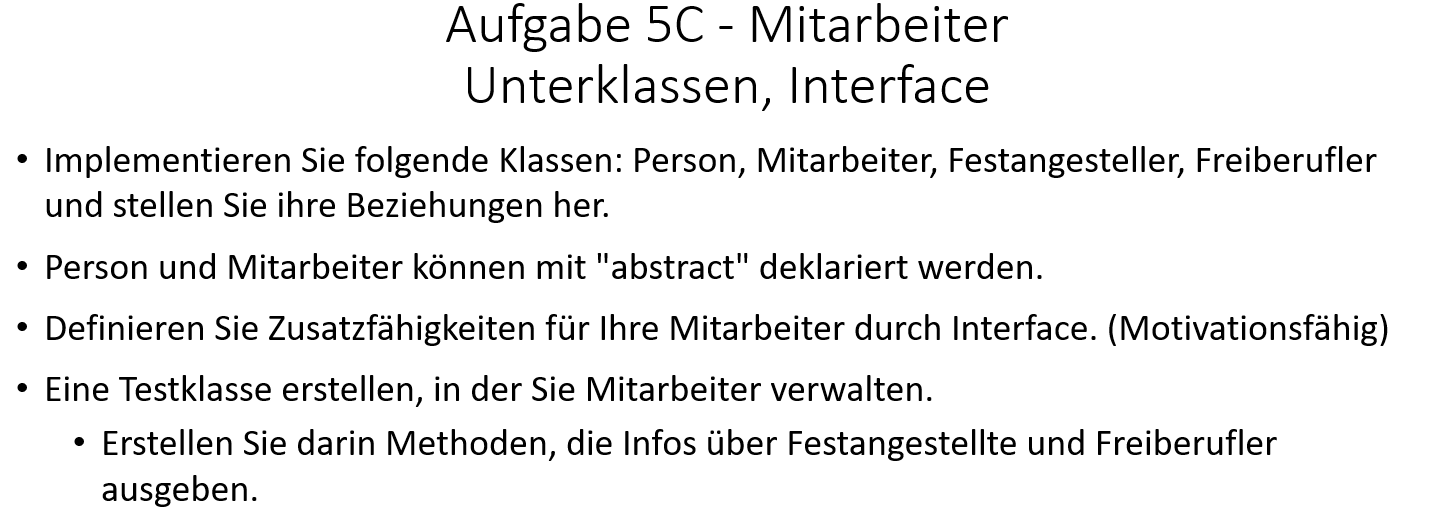 Aufgabe 5C - Mitarbeiter
Unterklassen, Interface
• Implementieren Sie folgende Klassen: Person, Mitarbeiter, Festangesteller, Freiberufler
und stellen Sie ihre Beziehungen her.
• Person und Mitarbeiter können mit "abstract" deklariert werden.
• Definieren Sie Zusatzfähigkeiten für Ihre Mitarbeiter durch Interface. (Motivationsfähig)
• Eine Testklasse erstellen, in der Sie Mitarbeiter verwalten.
• Erstellen Sie darin Methoden, die Infos über Festangestellte und Freiberufler
ausgeben.